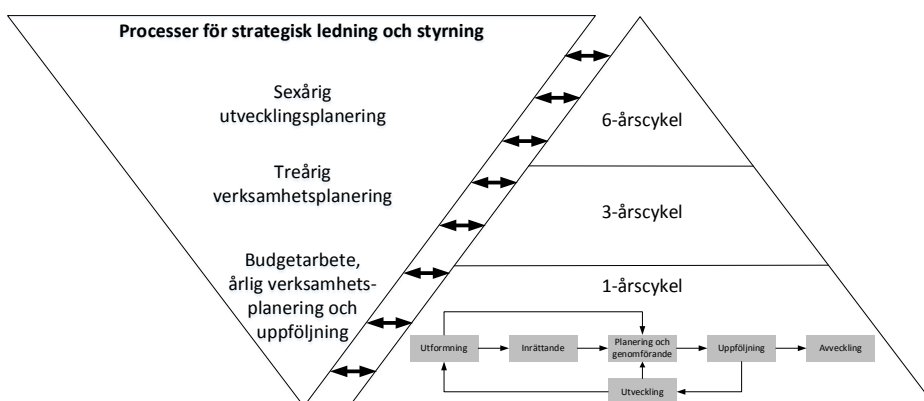 Processer för strategisk ledning och styrning
Sexårig
utvecklingsplanering
Treårig
verksamhetsplanering
Budgetarbete,
årlig verksamhets-
planering och
uppföljning
6-årscykel
3-årscykel
1-årscykel
Utformning
Inrättande
Planering och
genomförande
Uppföljning
Avveckling
Utveckling